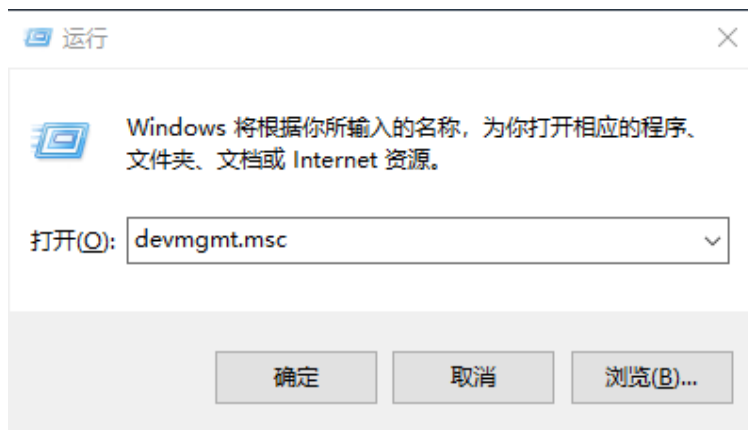 运行
Windows 将根据你所输入的名称，为你打开相应的程序、
文件夹、文档或 Internet 资源。
打开(O): devmgmt.msc
确定 取消 浏览(B)...